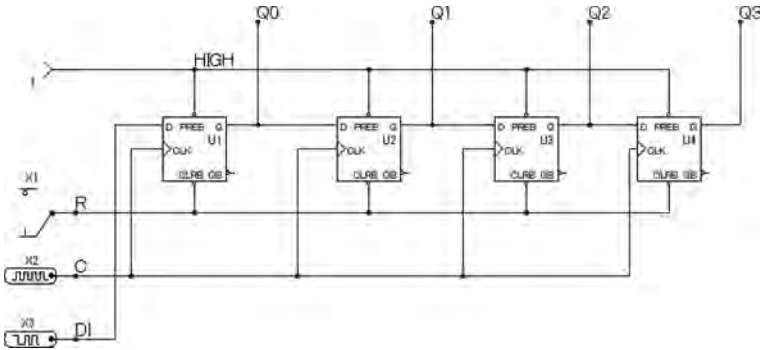 Q0 Q1 Q2 Q3
HIGH
1
D PREB Q D PREB Q D PREB Q D PREB Q
U1 U2 U3 U4
CLK CLK CLK CLK
CLRB QB CLRB QB CLRB QB CLRB QB
X1
R
X2
C
X3
DI